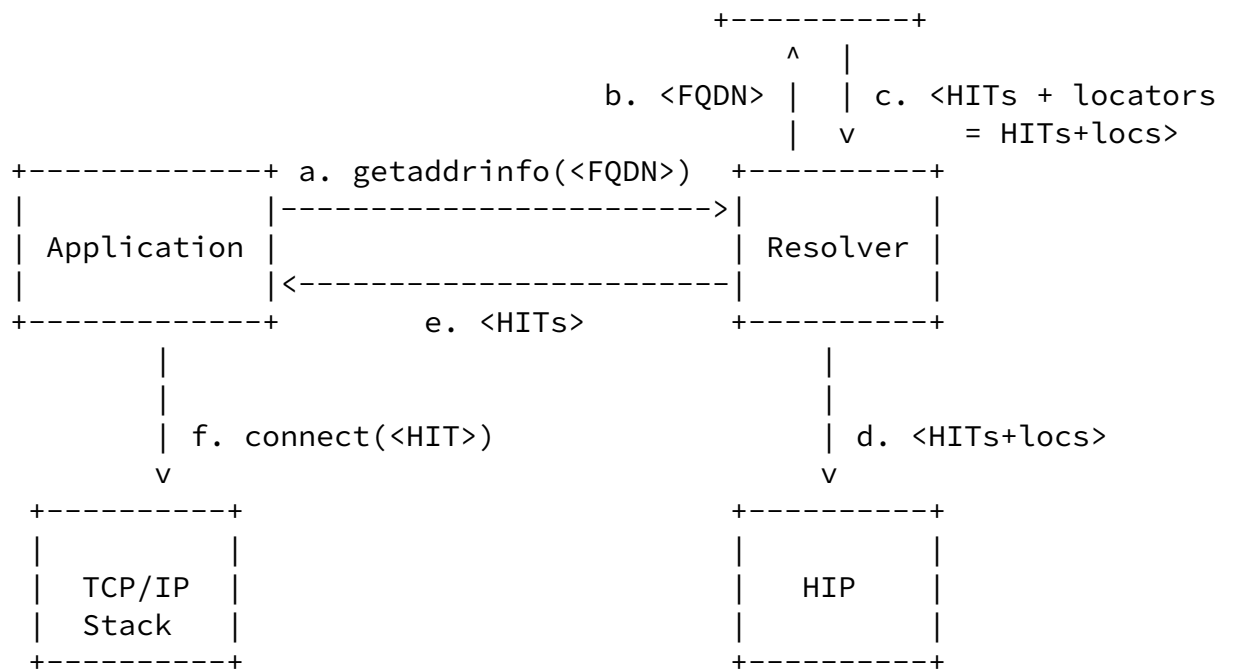 b. <FQDN>
c. <HITs + locators
= HITs+locs>
a. getaddrinfo(<FQDN>)
Application
Resolver
e. <HITs>
f. connect(<HIT>)
d. <HITs+locs>
TCP/IP
HIP
Stack